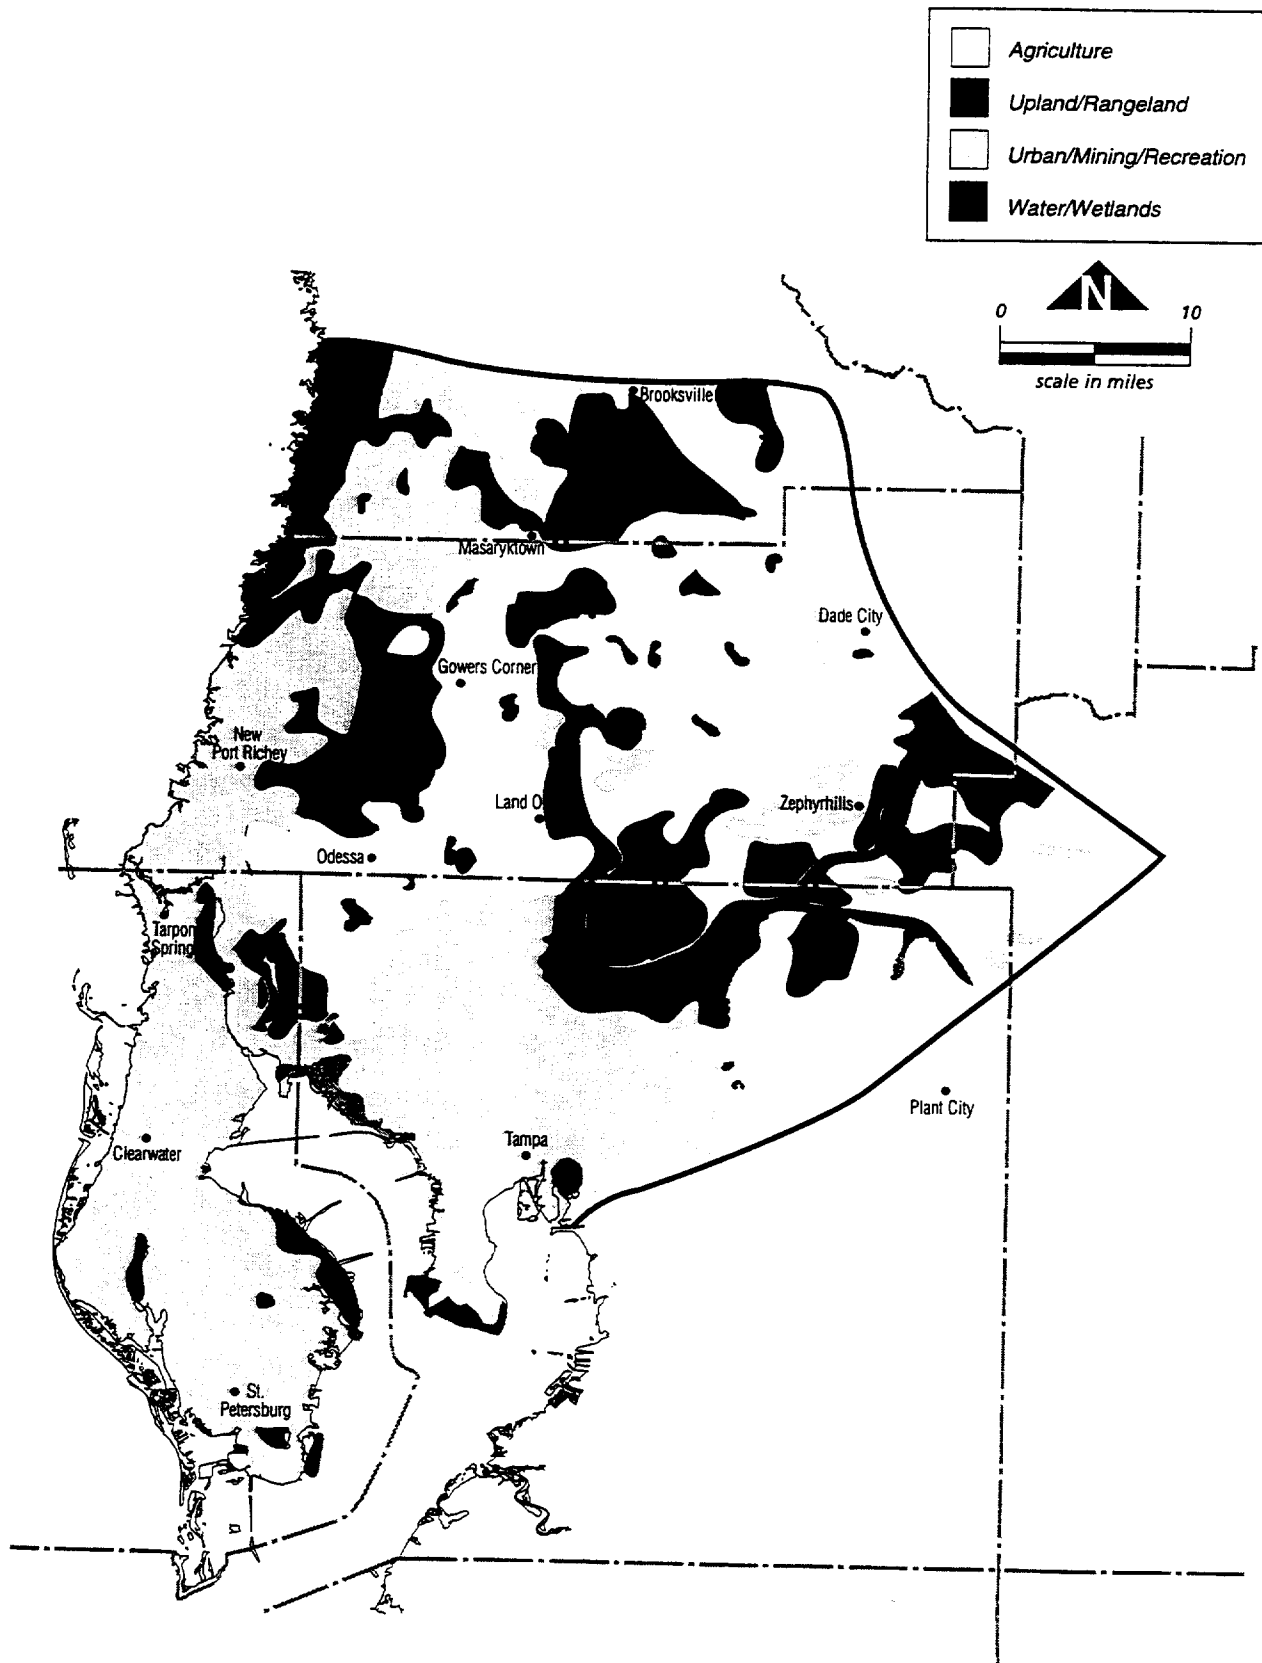 Agriculture
Upland/Rangeland
Urban/Mining/Recreation
Water/Wetlands
N
0 10
scale in miles
Brooksville
Masaryktown
Dade City
Gowers Corner
New
Port Richey
Land O
Zephyrhills
Odessa
Tarpon
Spring
Plant City
Clearwater
Tampa
St.
Petersburg